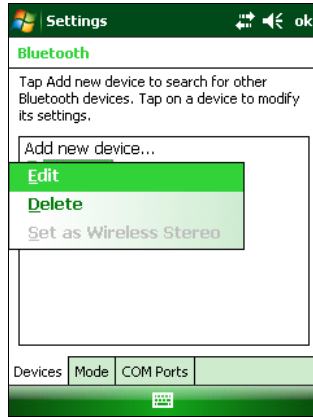 Settings
ok
Bluetooth
Tap Add new device to search for other
Bluetooth devices. Tap on a device to modify
its settings.
Add new device...
Edit
Delete
Set as Wireless Stereo
Devices Mode COM Ports